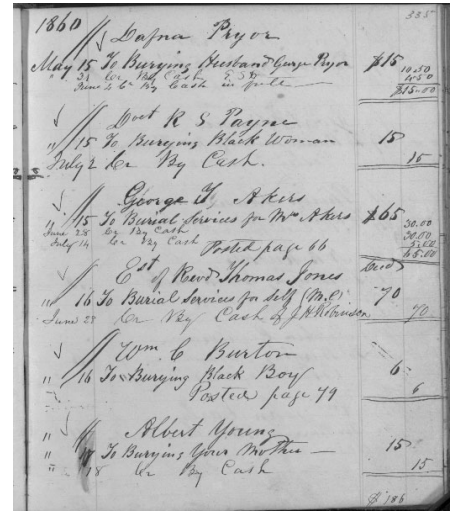 1860 335
Dafna Pryor
May 15 To Burying Husband George Pryor $15
" 31 Cr By Cash 10.50
June 4 Cr By Cash in full 4.50
$15.00
Doct R S Payne
" 15 To Burying Black Woman 15
July 2 Cr By Cash. 15
George T Akers
" 15 To Burial Services for Mrs Akers $65
June 28 Cr By Cash 30.00
July 14 Cr By Cash 30.00
5.00
Posted page 66 65.00
Est of Revd Thomas Jones
" 16 To Burial Services for Self 70
June 28 Cr By Cash of J. H. Robinson 70
Wm. C Burton
" 16 To Burying Black Boy 6
Posted page 79 6
" Albert Young
" To Burying Your Mother 15
" 18 Cr By Cash 15
$ 186